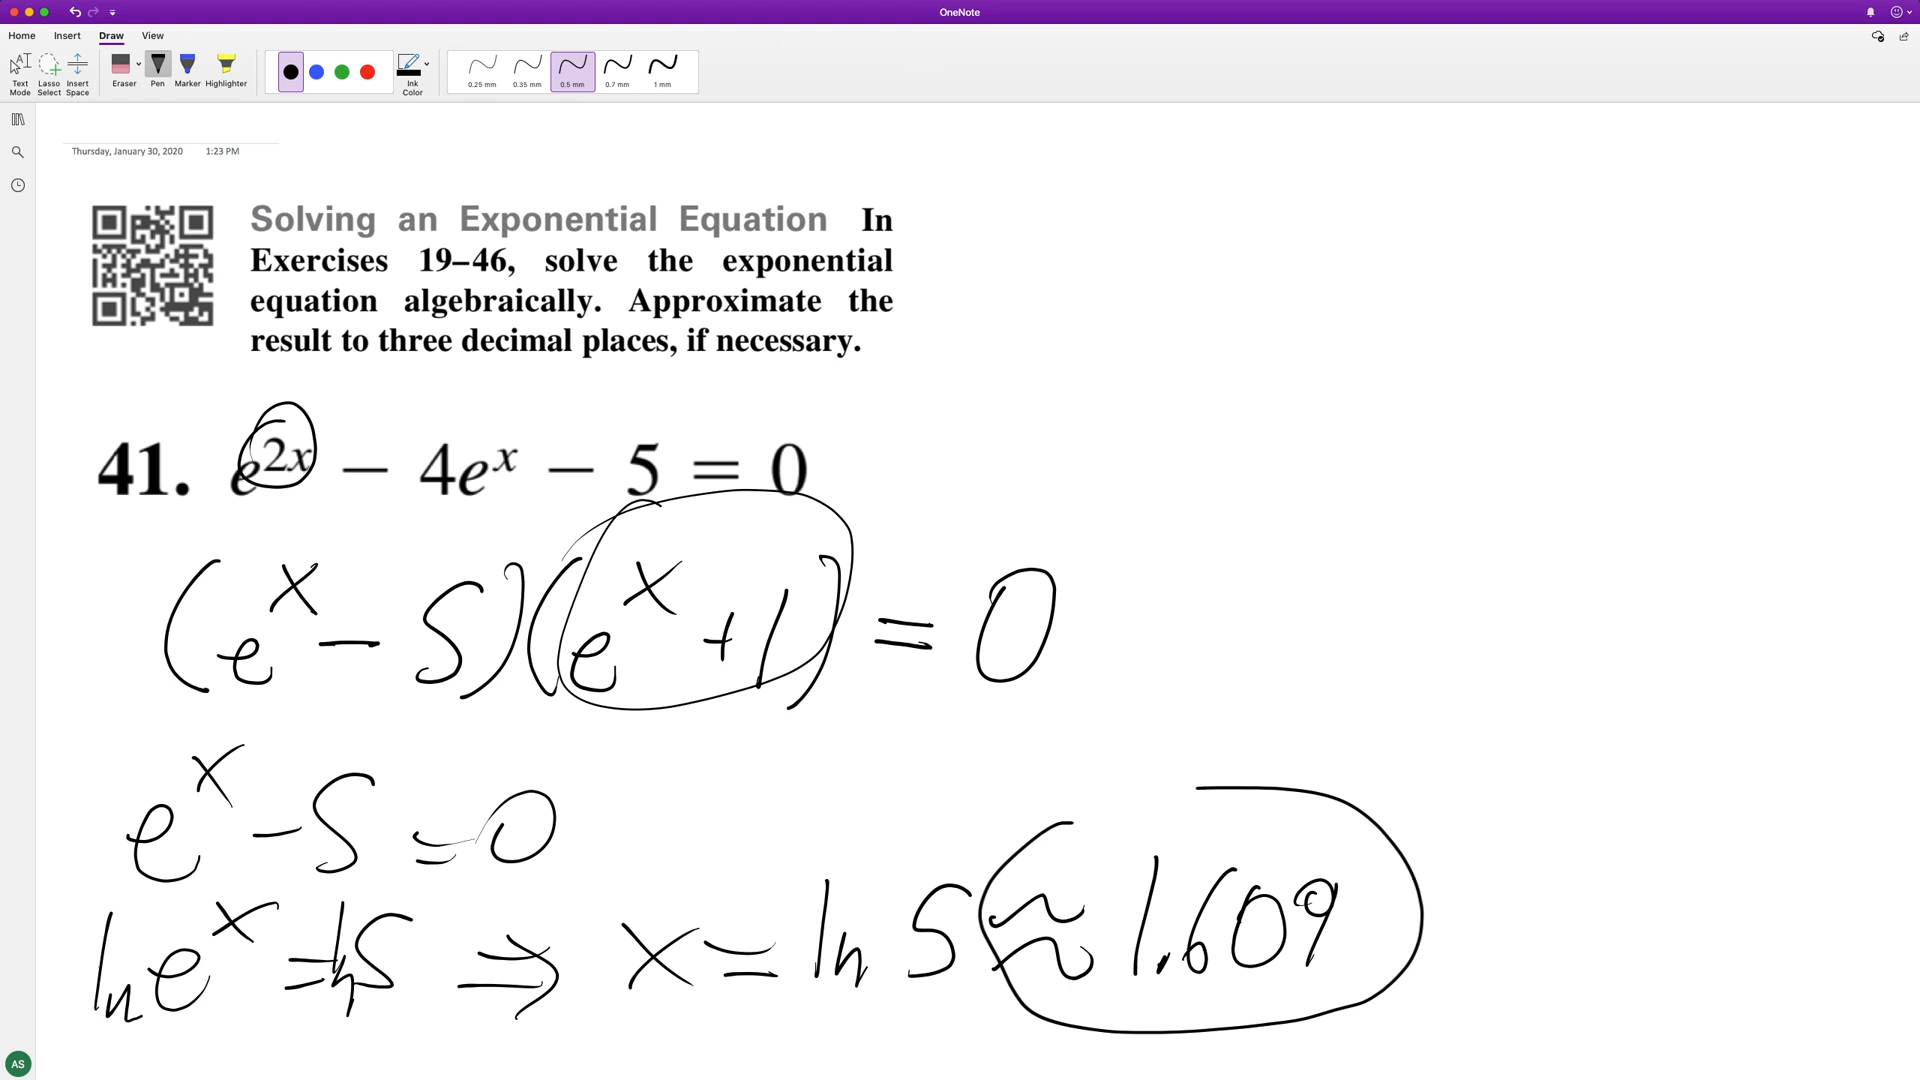 OneNote
Home Insert Draw View
Text Mode Lasso Select Insert Space Eraser Pen Marker Highlighter Ink Color 0.25 mm 0.35 mm 0.5 mm 0.7 mm 1 mm
Thursday, January 30, 2020 1:23 PM
Solving an Exponential Equation In
Exercises 19–46, solve the exponential
equation algebraically. Approximate the
result to three decimal places, if necessary.
41. e^{2x} − 4e^x − 5 = 0
(e^x − 5)(e^x + 1) = 0
e^x − 5 = 0
ln e^x = ln 5 ⇒ x = ln 5 ≈ 1.609
AS